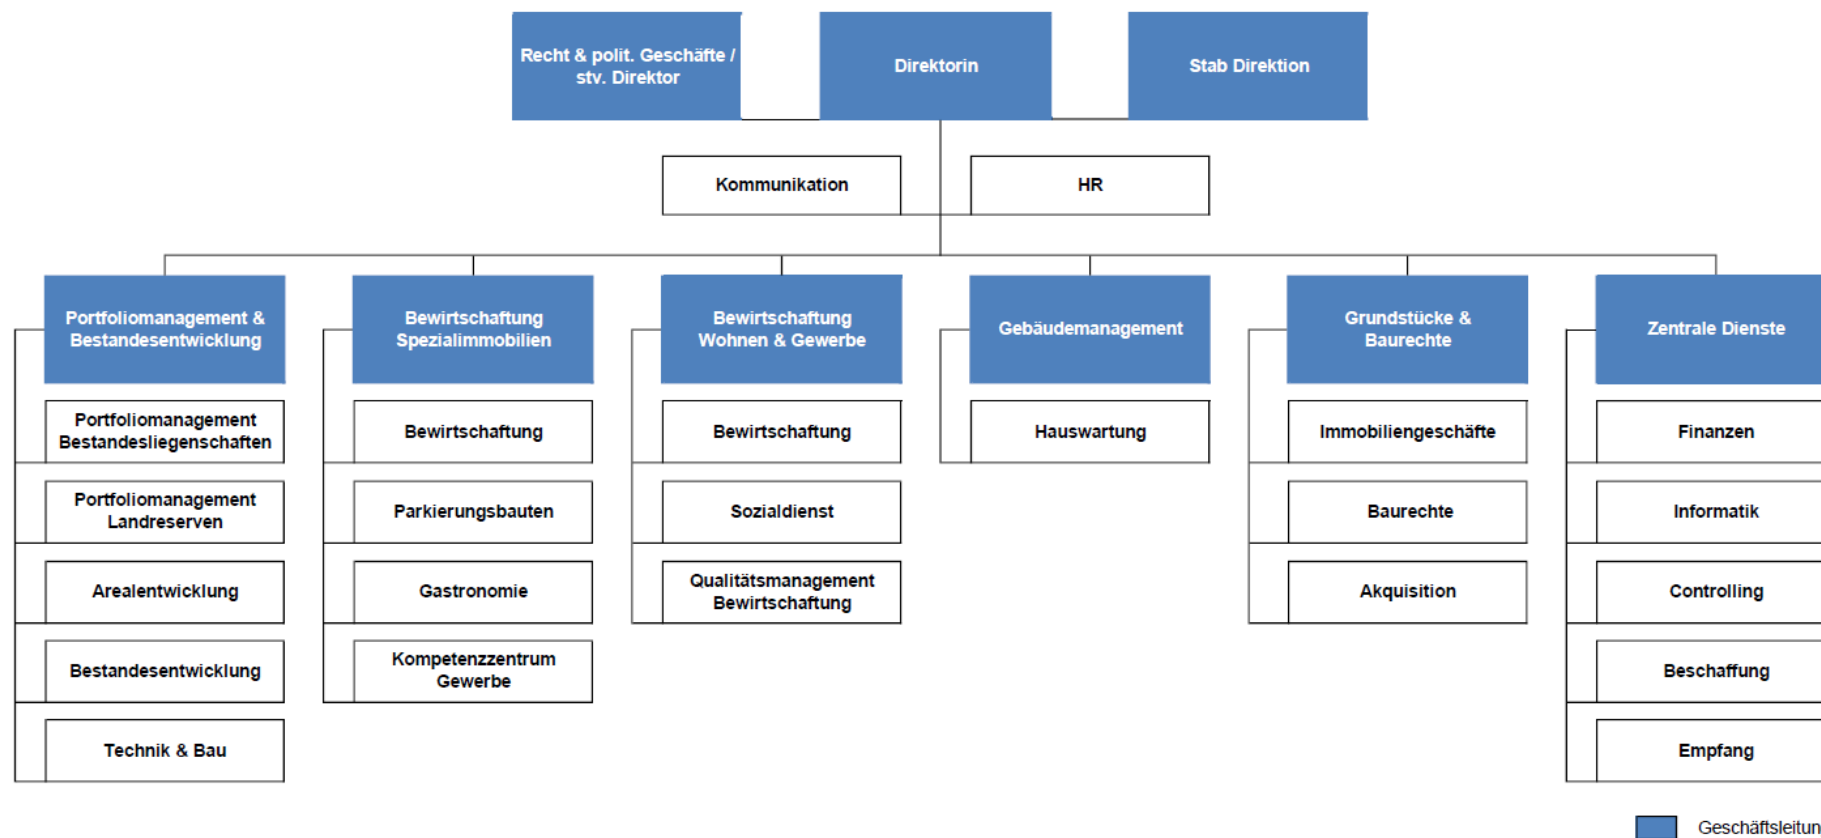 Recht & polit. Geschäfte /
stv. Direktor
Direktorin
Stab Direktion
Kommunikation
HR
Portfoliomanagement &
Bestandesentwicklung
Bewirtschaftung
Spezialimmobilien
Bewirtschaftung
Wohnen & Gewerbe
Gebäudemanagement
Grundstücke &
Baurechte
Zentrale Dienste
Portfoliomanagement
Bestandesliegenschaften
Bewirtschaftung
Bewirtschaftung
Hauswartung
Immobiliengeschäfte
Finanzen
Portfoliomanagement
Landreserven
Parkierungsbauten
Sozialdienst
Baurechte
Informatik
Arealentwicklung
Gastronomie
Qualitätsmanagement
Bewirtschaftung
Akquisition
Controlling
Bestandesentwicklung
Kompetenzzentrum
Gewerbe
Beschaffung
Technik & Bau
Empfang
Geschäftsleitun